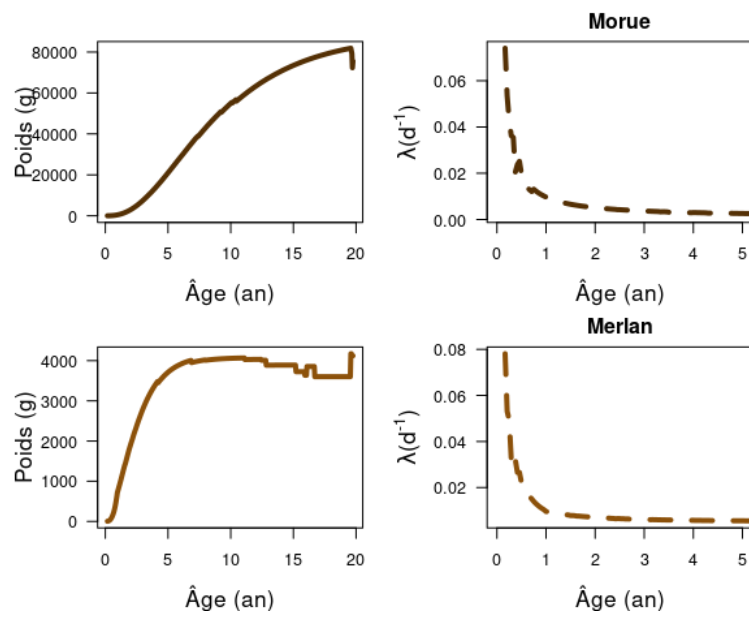 Morue
Poids (g)
80000
60000
40000
20000
0
0 5 10 15 20
Âge (an)
λ(d⁻¹)
0.06
0.04
0.02
0.00
0 1 2 3 4 5
Âge (an)
Merlan
Poids (g)
4000
3000
2000
1000
0
0 5 10 15 20
Âge (an)
λ(d⁻¹)
0.08
0.06
0.04
0.02
0 1 2 3 4 5
Âge (an)